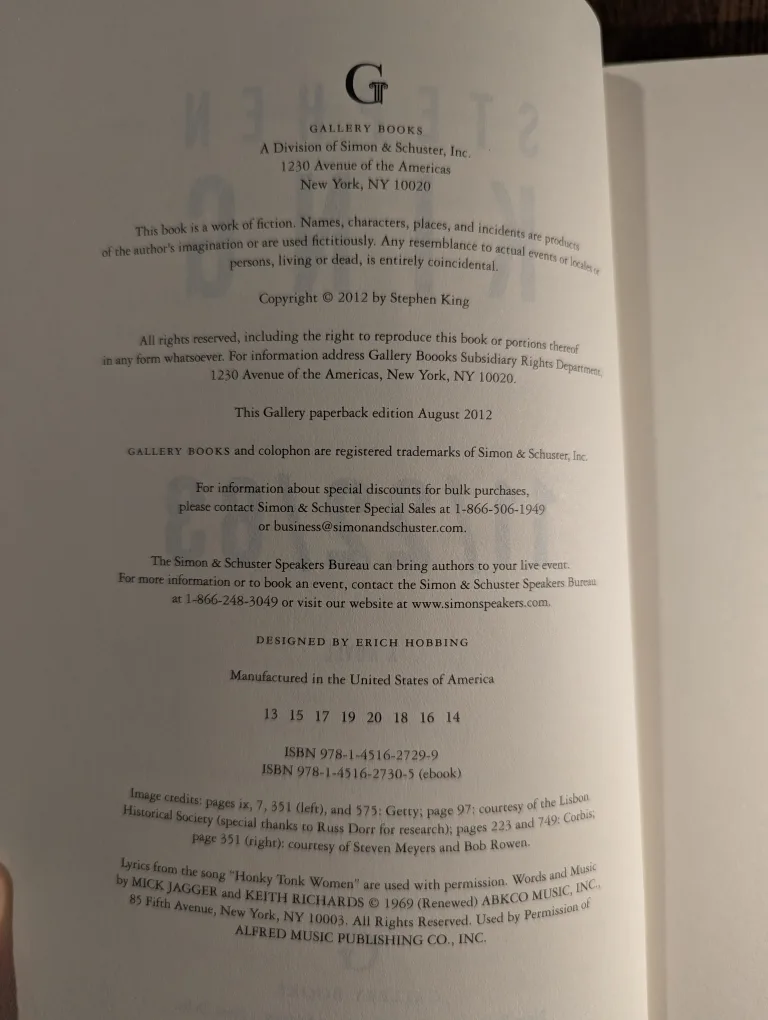 G
GALLERY BOOKS
A Division of Simon & Schuster, Inc.
1230 Avenue of the Americas
New York, NY 10020
This book is a work of fiction. Names, characters, places, and incidents are products
of the author's imagination or are used fictitiously. Any resemblance to actual events or locales or
persons, living or dead, is entirely coincidental.
Copyright © 2012 by Stephen King
All rights reserved, including the right to reproduce this book or portions thereof
in any form whatsoever. For information address Gallery Boooks Subsidiary Rights Department,
1230 Avenue of the Americas, New York, NY 10020.
This Gallery paperback edition August 2012
GALLERY BOOKS and colophon are registered trademarks of Simon & Schuster, Inc.
For information about special discounts for bulk purchases,
please contact Simon & Schuster Special Sales at 1-866-506-1949
or business@simonandschuster.com.
The Simon & Schuster Speakers Bureau can bring authors to your live event.
For more information or to book an event, contact the Simon & Schuster Speakers Bureau
at 1-866-248-3049 or visit our website at www.simonspeakers.com.
DESIGNED BY ERICH HOBBING
Manufactured in the United States of America
13 15 17 19 20 18 16 14
ISBN 978-1-4516-2729-9
ISBN 978-1-4516-2730-5 (ebook)
Image credits: pages ix, 7, 351 (left), and 575: Getty; page 97: courtesy of the Lisbon
Historical Society (special thanks to Russ Dorr for research); pages 223 and 749: Corbis;
page 351 (right): courtesy of Steven Meyers and Bob Rowen.
Lyrics from the song "Honky Tonk Women" are used with permission. Words and Music
by MICK JAGGER and KEITH RICHARDS © 1969 (Renewed) ABKCO MUSIC, INC.,
85 Fifth Avenue, New York, NY 10003. All Rights Reserved. Used by Permission of
ALFRED MUSIC PUBLISHING CO., INC.